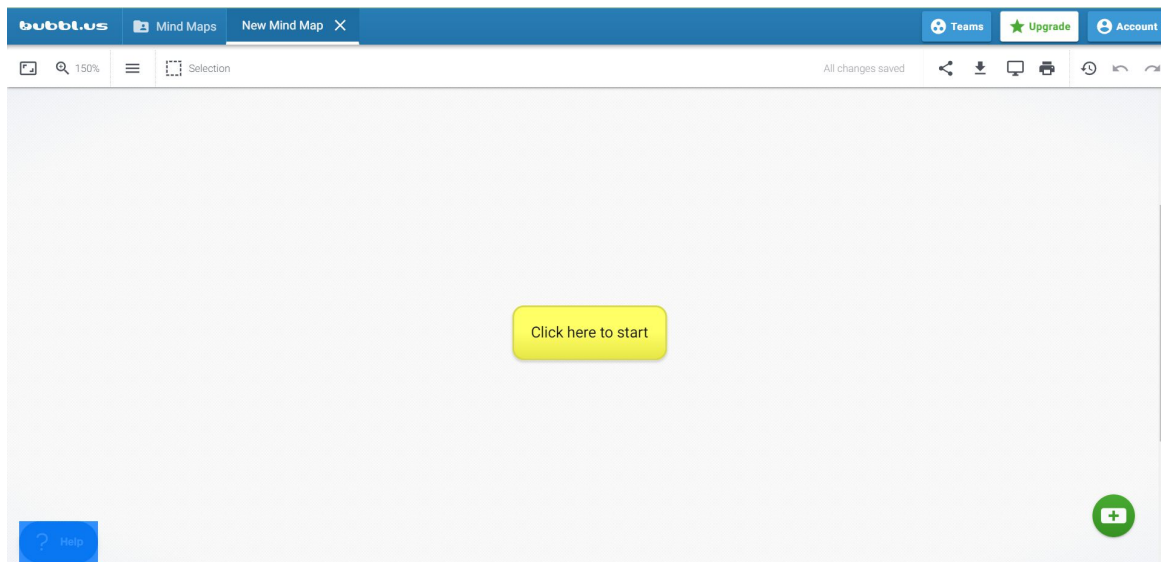 bubbl.us Mind Maps New Mind Map Teams Upgrade Account
150% Selection All changes saved
Click here to start
? Help